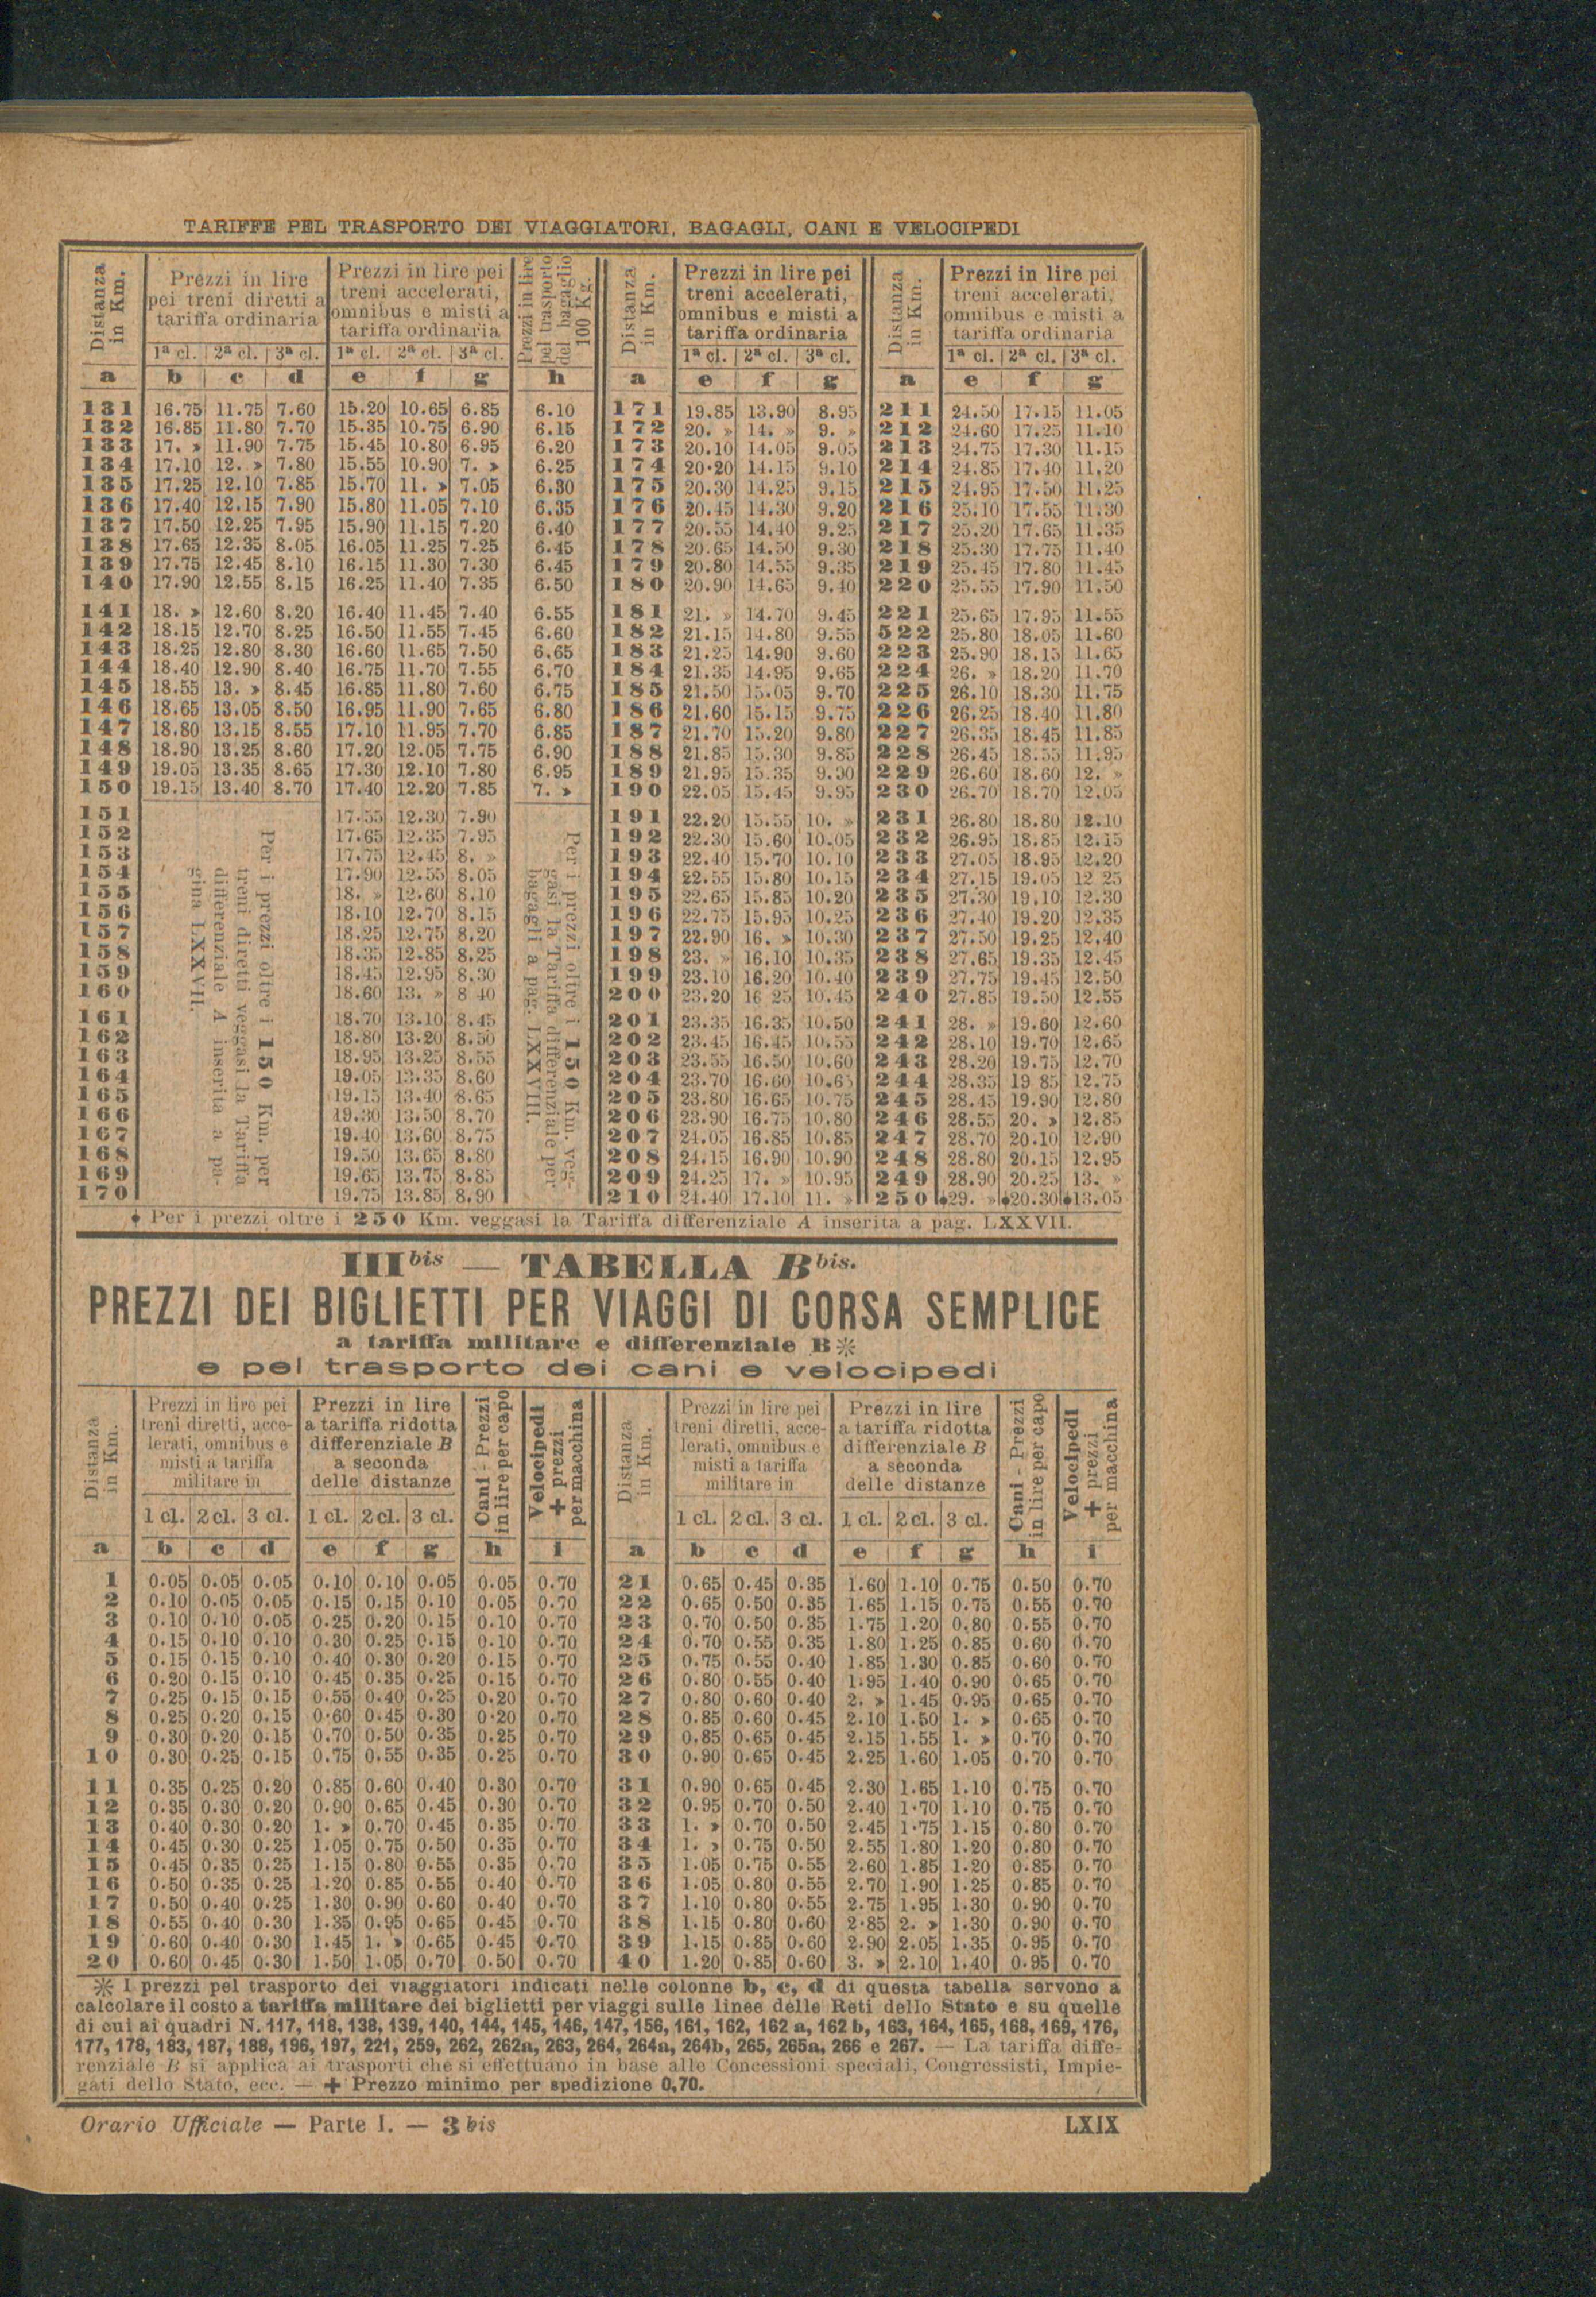 TARIFFE PEL TRASPORTO DEI VIAGGIATORI, BAGAGLI, CANI E VELOCIPEDI
Distanza in Km. | Prezzi in lire pei treni diretti a tariffa ordinaria | Prezzi in lire pei treni accelerati, omnibus e misti a tariffa ordinaria | Prezzi in lire pel trasporto del bagaglio 100 Kg. | Distanza in Km. | Prezzi in lire pei treni accelerati, omnibus e misti a tariffa ordinaria | Distanza in Km. | Prezzi in lire pei treni accelerati, omnibus e misti a tariffa ordinaria
1ª cl. | 2ª cl. | 3ª cl. 1ª cl. | 2ª cl. | 3ª cl. 1ª cl. | 2ª cl. | 3ª cl. 1ª cl. | 2ª cl. | 3ª cl.
a b c d e f g h a e f g a e f g
131 16.75 11.75 7.60 15.20 10.65 6.85 6.10 171 19.85 13.90 8.95 211 24.50 17.15 11.05
132 16.85 11.80 7.70 15.35 10.75 6.90 6.15 172 20. » 14. » 9. » 212 24.60 17.25 11.10
133 17. » 11.90 7.75 15.45 10.80 6.95 6.20 173 20.10 14.05 9.05 213 24.75 17.30 11.15
134 17.10 12. » 7.80 15.55 10.90 7. » 6.25 174 20.20 14.15 9.10 214 24.85 17.40 11.20
135 17.25 12.10 7.85 15.70 11. » 7.05 6.30 175 20.30 14.25 9.15 215 24.95 17.50 11.25
136 17.40 12.15 7.90 15.80 11.05 7.10 6.35 176 20.45 14.30 9.20 216 25.10 17.55 11.30
137 17.50 12.25 7.95 15.90 11.15 7.20 6.40 177 20.55 14.40 9.25 217 25.20 17.65 11.35
138 17.65 12.35 8.05 16.05 11.25 7.25 6.45 178 20.65 14.50 9.30 218 25.30 17.75 11.40
139 17.75 12.45 8.10 16.15 11.30 7.30 6.45 179 20.80 14.55 9.35 219 25.45 17.80 11.45
140 17.90 12.55 8.15 16.25 11.40 7.35 6.50 180 20.90 14.65 9.40 220 25.55 17.90 11.50
141 18. » 12.60 8.20 16.40 11.45 7.40 6.55 181 21. » 14.70 9.45 221 25.65 17.95 11.55
142 18.15 12.70 8.25 16.50 11.55 7.45 6.60 182 21.15 14.80 9.55 522 25.80 18.05 11.60
143 18.25 12.80 8.30 16.60 11.65 7.50 6.65 183 21.25 14.90 9.60 223 25.90 18.15 11.65
144 18.40 12.90 8.40 16.75 11.70 7.55 6.70 184 21.35 14.95 9.65 224 26. » 18.20 11.70
145 18.55 13. » 8.45 16.85 11.80 7.60 6.75 185 21.50 15.05 9.70 225 26.10 18.30 11.75
146 18.65 13.05 8.50 16.95 11.90 7.65 6.80 186 21.60 15.15 9.75 226 26.25 18.40 11.80
147 18.80 13.15 8.55 17.10 11.95 7.70 6.85 187 21.70 15.20 9.80 227 26.35 18.45 11.85
148 18.90 13.25 8.60 17.20 12.05 7.75 6.90 188 21.85 15.30 9.85 228 26.45 18.55 11.95
149 19.05 13.35 8.65 17.30 12.10 7.80 6.95 189 21.95 15.35 9.90 229 26.60 18.60 12. »
150 19.15 13.40 8.70 17.40 12.20 7.85 7. » 190 22.05 15.45 9.95 230 26.70 18.70 12.05
151 17.55 12.30 7.90 191 22.20 15.55 10. » 231 26.80 18.80 12.10
152 17.65 12.35 7.95 192 22.30 15.60 10.05 232 26.95 18.85 12.15
153 17.75 12.45 8. » 193 22.40 15.70 10.10 233 27.05 18.95 12.20
154 17.90 12.55 8.05 194 22.55 15.80 10.15 234 27.15 19.05 12 25
155 18. » 12.60 8.10 195 22.65 15.85 10.20 235 27.30 19.10 12.30
156 18.10 12.70 8.15 196 22.75 15.95 10.25 236 27.40 19.20 12.35
157 18.25 12.75 8.20 197 22.90 16. » 10.30 237 27.50 19.25 12.40
158 18.35 12.85 8.25 198 23. » 16.10 10.35 238 27.65 19.35 12.45
159 18.45 12.95 8.30 199 23.10 16.20 10.40 239 27.75 19.45 12.50
160 18.60 13. » 8 40 200 23.20 16 25 10.45 240 27.85 19.50 12.55
161 18.70 13.10 8.45 201 23.35 16.35 10.50 241 28. » 19.60 12.60
162 18.80 13.20 8.50 202 23.45 16.45 10.55 242 28.10 19.70 12.65
163 18.95 13.25 8.55 203 23.55 16.50 10.60 243 28.20 19.75 12.70
164 19.05 13.35 8.60 204 23.70 16.60 10.65 244 28.35 19 85 12.75
165 19.15 13.40 8.65 205 23.80 16.65 10.75 245 28.45 19.90 12.80
166 19.30 13.50 8.70 206 23.90 16.75 10.80 246 28.55 20. » 12.85
167 19.40 13.60 8.75 207 24.05 16.85 10.85 247 28.70 20.10 12.90
168 19.50 13.65 8.80 208 24.15 16.90 10.90 248 28.80 20.15 12.95
169 19.65 13.75 8.85 209 24.25 17. » 10.95 249 28.90 20.25 13. »
170 19.75 13.85 8.90 210 24.40 17.10 11. » 250 ♦29. » ♦20.30 ♦13.05
Per i prezzi oltre i 150 Km. per
treni diretti veggasi la Tariffa
differenziale A inserita a pa-
gina LXXVII.
Per i prezzi oltre i 150 Km. veg-
gasi la Tariffa differenziale per
bagagli a pag. LXXVIII.
♦ Per i prezzi oltre i 250 Km. veggasi la Tariffa differenziale A inserita a pag. LXXVII.
IIIbis — TABELLA Bbis.
PREZZI DEI BIGLIETTI PER VIAGGI DI CORSA SEMPLICE
a tariffa militare e differenziale B※
e pel trasporto dei cani e velocipedi
Distanza in Km. | Prezzi in lire pei treni diretti, accelerati, omnibus e misti a tariffa militare in | Prezzi in lire a tariffa ridotta differenziale B a seconda delle distanze | Cani - Prezzi in lire per capo | Velocipedi + prezzi per macchina | Distanza in Km. | Prezzi in lire pei treni diretti, accelerati, omnibus e misti a tariffa militare in | Prezzi in lire a tariffa ridotta differenziale B a seconda delle distanze | Cani - Prezzi in lire per capo | Velocipedi + prezzi per macchina
1 cl. | 2 cl. | 3 cl. 1 cl. | 2 cl. | 3 cl. 1 cl. | 2 cl. | 3 cl. 1 cl. | 2 cl. | 3 cl.
a b c d e f g h i a b c d e f g h i
1 0.05 0.05 0.05 0.10 0.10 0.05 0.05 0.70 21 0.65 0.45 0.35 1.60 1.10 0.75 0.50 0.70
2 0.10 0.05 0.05 0.15 0.15 0.10 0.05 0.70 22 0.65 0.50 0.35 1.65 1.15 0.75 0.55 0.70
3 0.10 0.10 0.05 0.25 0.20 0.15 0.10 0.70 23 0.70 0.50 0.35 1.75 1.20 0.80 0.55 0.70
4 0.15 0.10 0.10 0.30 0.25 0.15 0.10 0.70 24 0.70 0.55 0.35 1.80 1.25 0.85 0.60 0.70
5 0.15 0.15 0.10 0.40 0.30 0.20 0.15 0.70 25 0.75 0.55 0.40 1.85 1.30 0.85 0.60 0.70
6 0.20 0.15 0.10 0.45 0.35 0.25 0.15 0.70 26 0.80 0.55 0.40 1.95 1.40 0.90 0.65 0.70
7 0.25 0.15 0.15 0.55 0.40 0.25 0.20 0.70 27 0.80 0.60 0.40 2. » 1.45 0.95 0.65 0.70
8 0.25 0.20 0.15 0.60 0.45 0.30 0.20 0.70 28 0.85 0.60 0.45 2.10 1.50 1. » 0.65 0.70
9 0.30 0.20 0.15 0.70 0.50 0.35 0.25 0.70 29 0.85 0.65 0.45 2.15 1.55 1. » 0.70 0.70
10 0.30 0.25 0.15 0.75 0.55 0.35 0.25 0.70 30 0.90 0.65 0.45 2.25 1.60 1.05 0.70 0.70
11 0.35 0.25 0.20 0.85 0.60 0.40 0.30 0.70 31 0.90 0.65 0.45 2.30 1.65 1.10 0.75 0.70
12 0.35 0.30 0.20 0.90 0.65 0.45 0.30 0.70 32 0.95 0.70 0.50 2.40 1.70 1.10 0.75 0.70
13 0.40 0.30 0.20 1. » 0.70 0.45 0.35 0.70 33 1. » 0.70 0.50 2.45 1.75 1.15 0.80 0.70
14 0.45 0.30 0.25 1.05 0.75 0.50 0.35 0.70 34 1. » 0.75 0.50 2.55 1.80 1.20 0.80 0.70
15 0.45 0.35 0.25 1.15 0.80 0.55 0.35 0.70 35 1.05 0.75 0.55 2.60 1.85 1.20 0.85 0.70
16 0.50 0.35 0.25 1.20 0.85 0.55 0.40 0.70 36 1.05 0.80 0.55 2.70 1.90 1.25 0.85 0.70
17 0.50 0.40 0.25 1.30 0.90 0.60 0.40 0.70 37 1.10 0.80 0.55 2.75 1.95 1.30 0.90 0.70
18 0.55 0.40 0.30 1.35 0.95 0.65 0.45 0.70 38 1.15 0.80 0.60 2.85 2. » 1.30 0.90 0.70
19 0.60 0.40 0.30 1.45 1. » 0.65 0.45 0.70 39 1.15 0.85 0.60 2.90 2.05 1.35 0.95 0.70
20 0.60 0.45 0.30 1.50 1.05 0.70 0.50 0.70 40 1.20 0.85 0.60 3. » 2.10 1.40 0.95 0.70
※ I prezzi pel trasporto dei viaggiatori indicati nelle colonne b, c, d di questa tabella servono a
calcolare il costo a tariffa militare dei biglietti per viaggi sulle linee delle Reti dello Stato e su quelle
di cui ai quadri N. 117, 118, 138, 139, 140, 144, 145, 146, 147, 156, 161, 162, 162 a, 162 b, 163, 164, 165, 168, 169, 176,
177, 178, 183, 187, 188, 196, 197, 221, 259, 262, 262a, 263, 264, 264a, 264b, 265, 265a, 266 e 267. — La tariffa diffe-
renziale B si applica ai trasporti che si effettuano in base alle Concessioni speciali, Congressisti, Impie-
gati dello Stato, ecc. — + Prezzo minimo per spedizione 0,70.
Orario Ufficiale — Parte I. — 3 bis LXIX